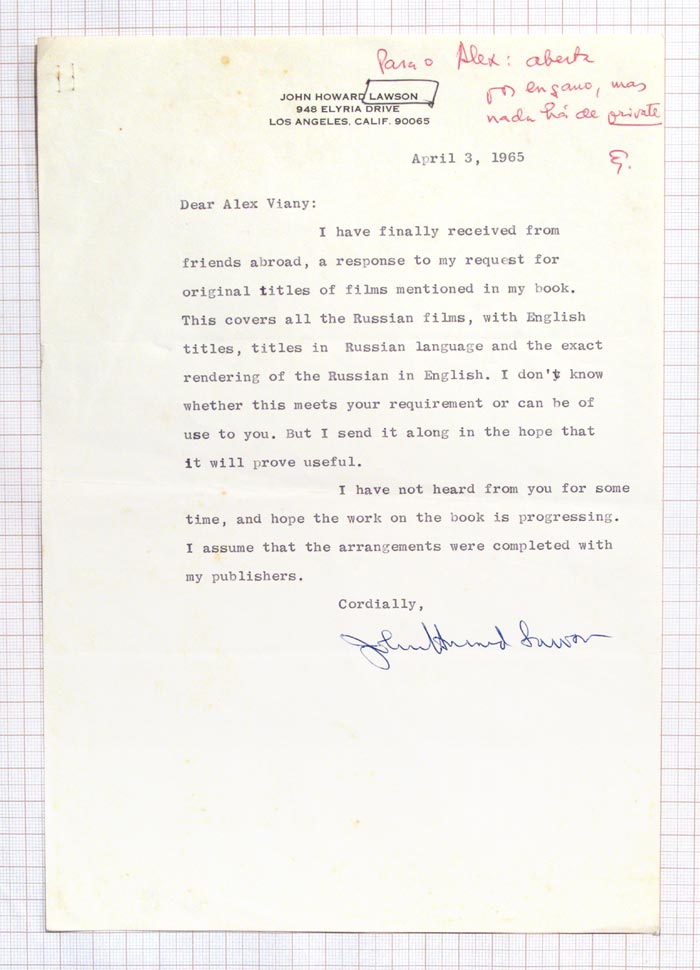 Para o Alex: aberta
por engano, mas
nada há de private
E.
JOHN HOWARD LAWSON
948 ELYRIA DRIVE
LOS ANGELES, CALIF. 90065
April 3, 1965
Dear Alex Viany:
I have finally received from
friends abroad, a response to my request for
original titles of films mentioned in my book.
This covers all the Russian films, with English
titles, titles in Russian language and the exact
rendering of the Russian in English. I don't know
whether this meets your requirement or can be of
use to you. But I send it along in the hope that
it will prove useful.
I have not heard from you for some
time, and hope the work on the book is progressing.
I assume that the arrangements were completed with
my publishers.
Cordially,
John Howard Lawson